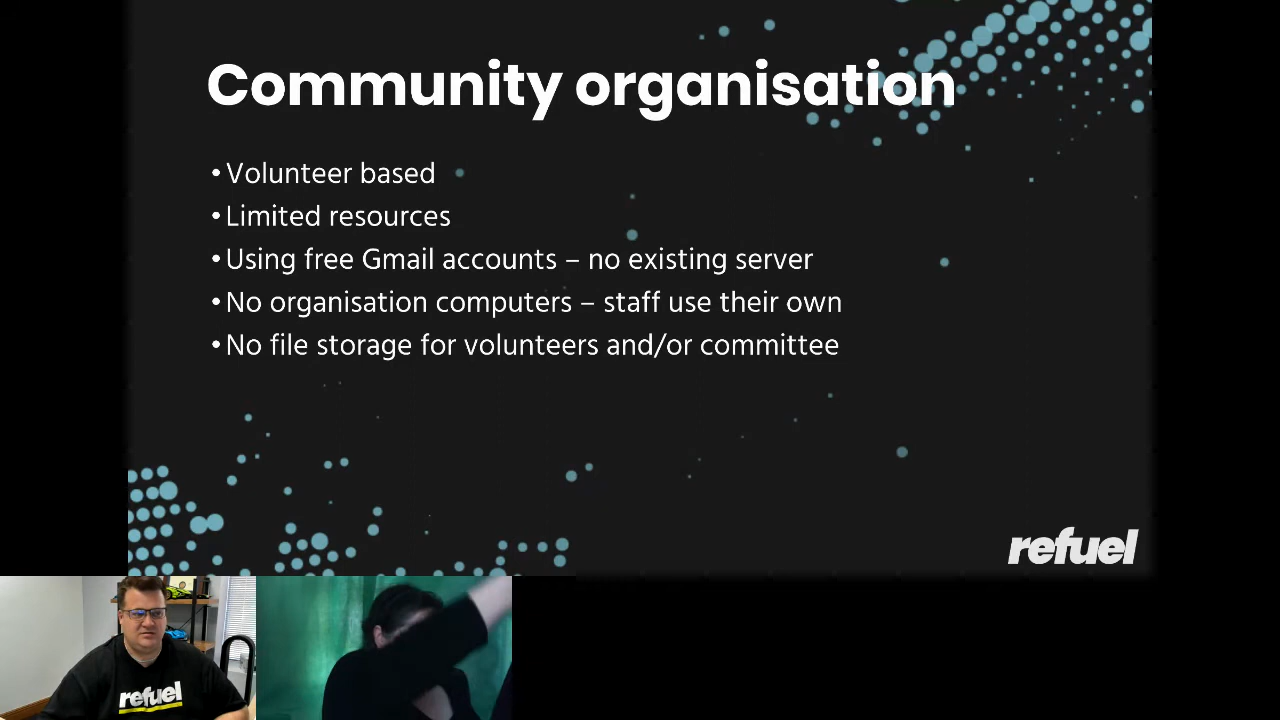 Community organisation
• Volunteer based
• Limited resources
• Using free Gmail accounts – no existing server
• No organisation computers – staff use their own
• No file storage for volunteers and/or committee
refuel
refuel